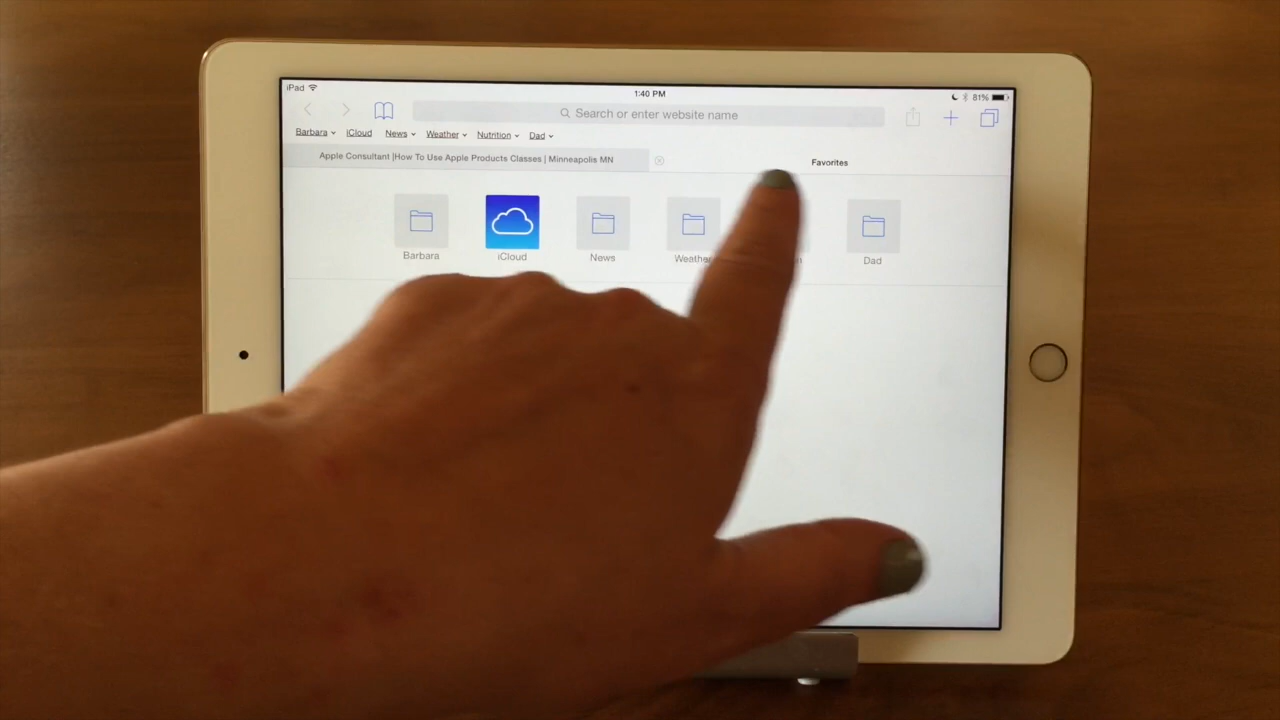 iPad 1:40 PM 81%
Search or enter website name
Barbara iCloud News Weather Nutrition Dad
Apple Consultant |How To Use Apple Products Classes | Minneapolis MN Favorites
Barbara iCloud News Weather Dad